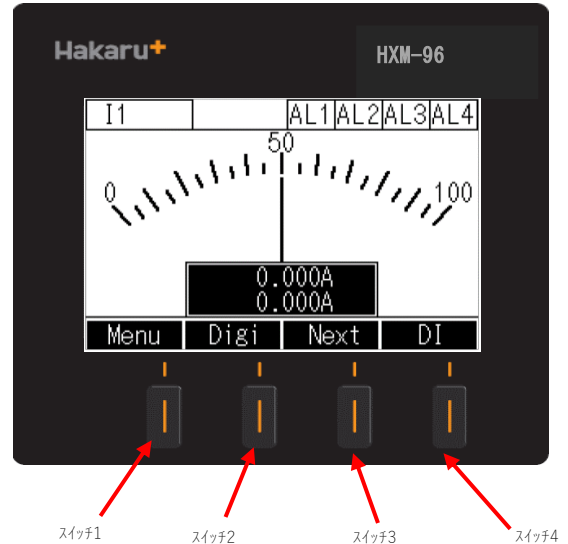 Hakaru+
HXM-96
I1
AL1 AL2 AL3 AL4
50
0
100
0.000A
0.000A
Menu Digi Next DI
ｽｲｯﾁ1
ｽｲｯﾁ2
ｽｲｯﾁ3
ｽｲｯﾁ4